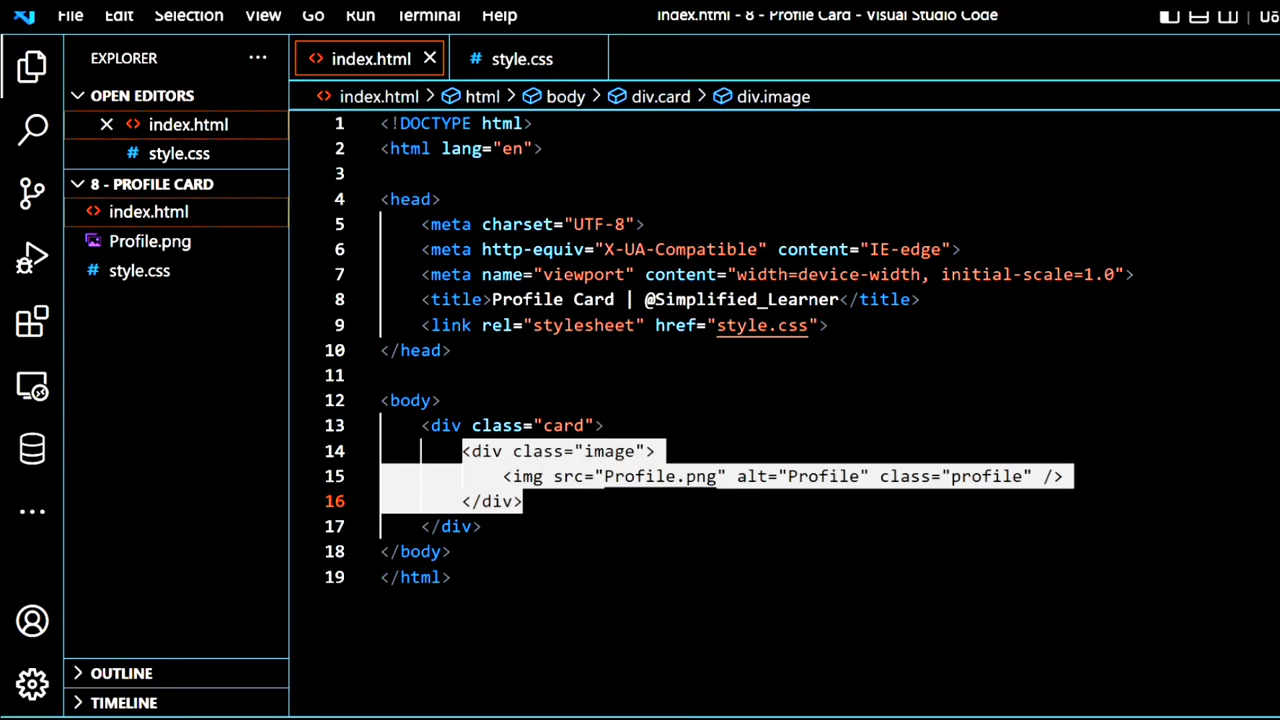 File Edit Selection View Go Run Terminal Help index.html - 8 - Profile Card - Visual Studio Code
EXPLORER ···
OPEN EDITORS
index.html
style.css
8 - PROFILE CARD
index.html
Profile.png
style.css
OUTLINE
TIMELINE
index.html style.css
index.html > html > body > div.card > div.image
1 <!DOCTYPE html>
2 <html lang="en">
3
4 <head>
5 <meta charset="UTF-8">
6 <meta http-equiv="X-UA-Compatible" content="IE-edge">
7 <meta name="viewport" content="width=device-width, initial-scale=1.0">
8 <title>Profile Card | @Simplified_Learner</title>
9 <link rel="stylesheet" href="style.css">
10 </head>
11
12 <body>
13 <div class="card">
14 <div class="image">
15 <img src="Profile.png" alt="Profile" class="profile" />
16 </div>
17 </div>
18 </body>
19 </html>